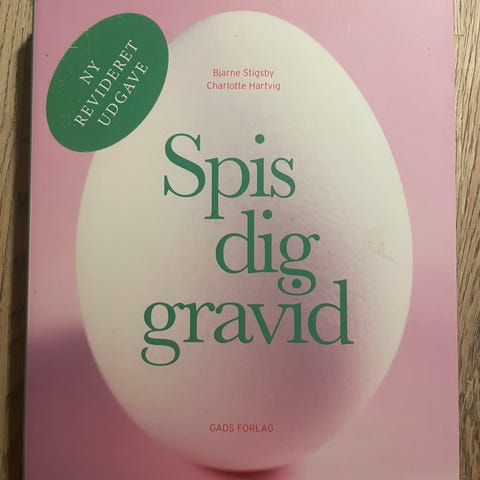 NY
REVIDERET
UDGAVE
Bjarne Stigsby
Charlotte Hartvig
Spis
dig
gravid
GADS FORLAG